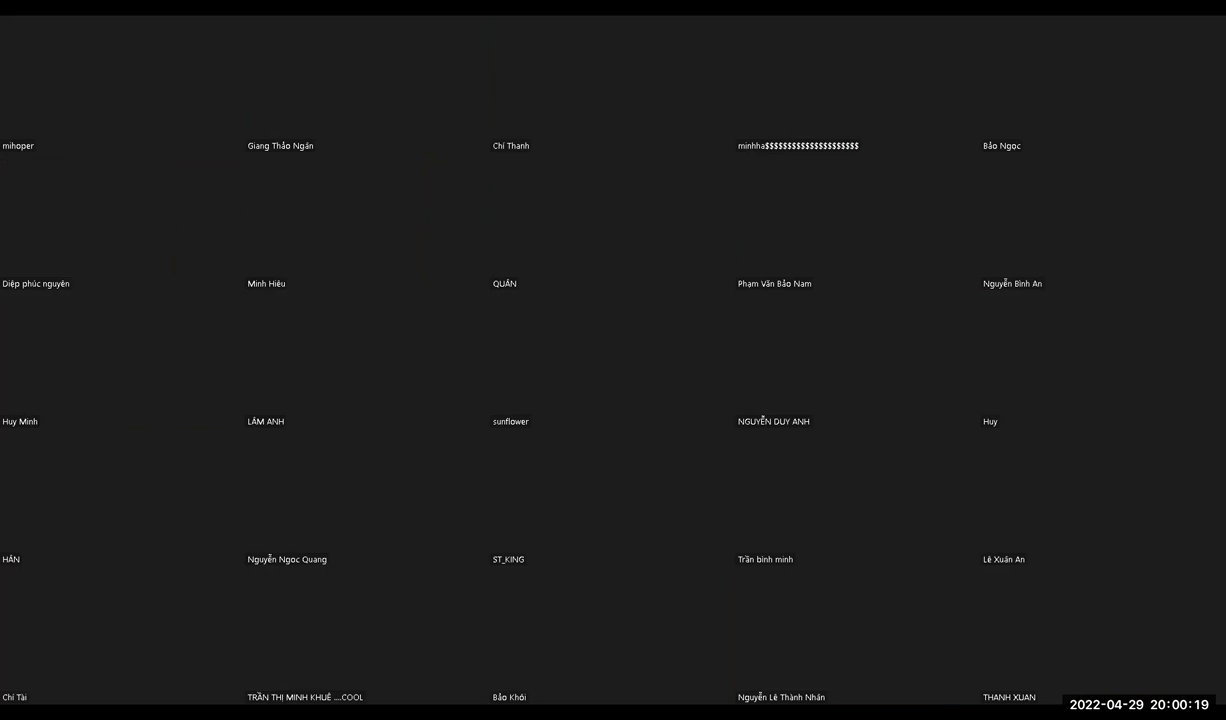 mihoper
Giang Thảo Ngân
Chí Thanh
minhha$$$$$$$$$$$$$$$$$$$$$
Bảo Ngọc
Diệp phúc nguyên
Minh Hiêu
QUÂN
Phạm Văn Bảo Nam
Nguyễn Bình An
Huy Minh
LÂM ANH
sunflower
NGUYỄN DUY ANH
Huy
HÂN
Nguyễn Ngọc Quang
ST_KING
Trần bình minh
Lê Xuân An
Chí Tài
TRẦN THỊ MINH KHUÊ ....COOL
Bảo Khôi
Nguyễn Lê Thành Nhân
THANH XUAN
2022-04-29 20:00:19